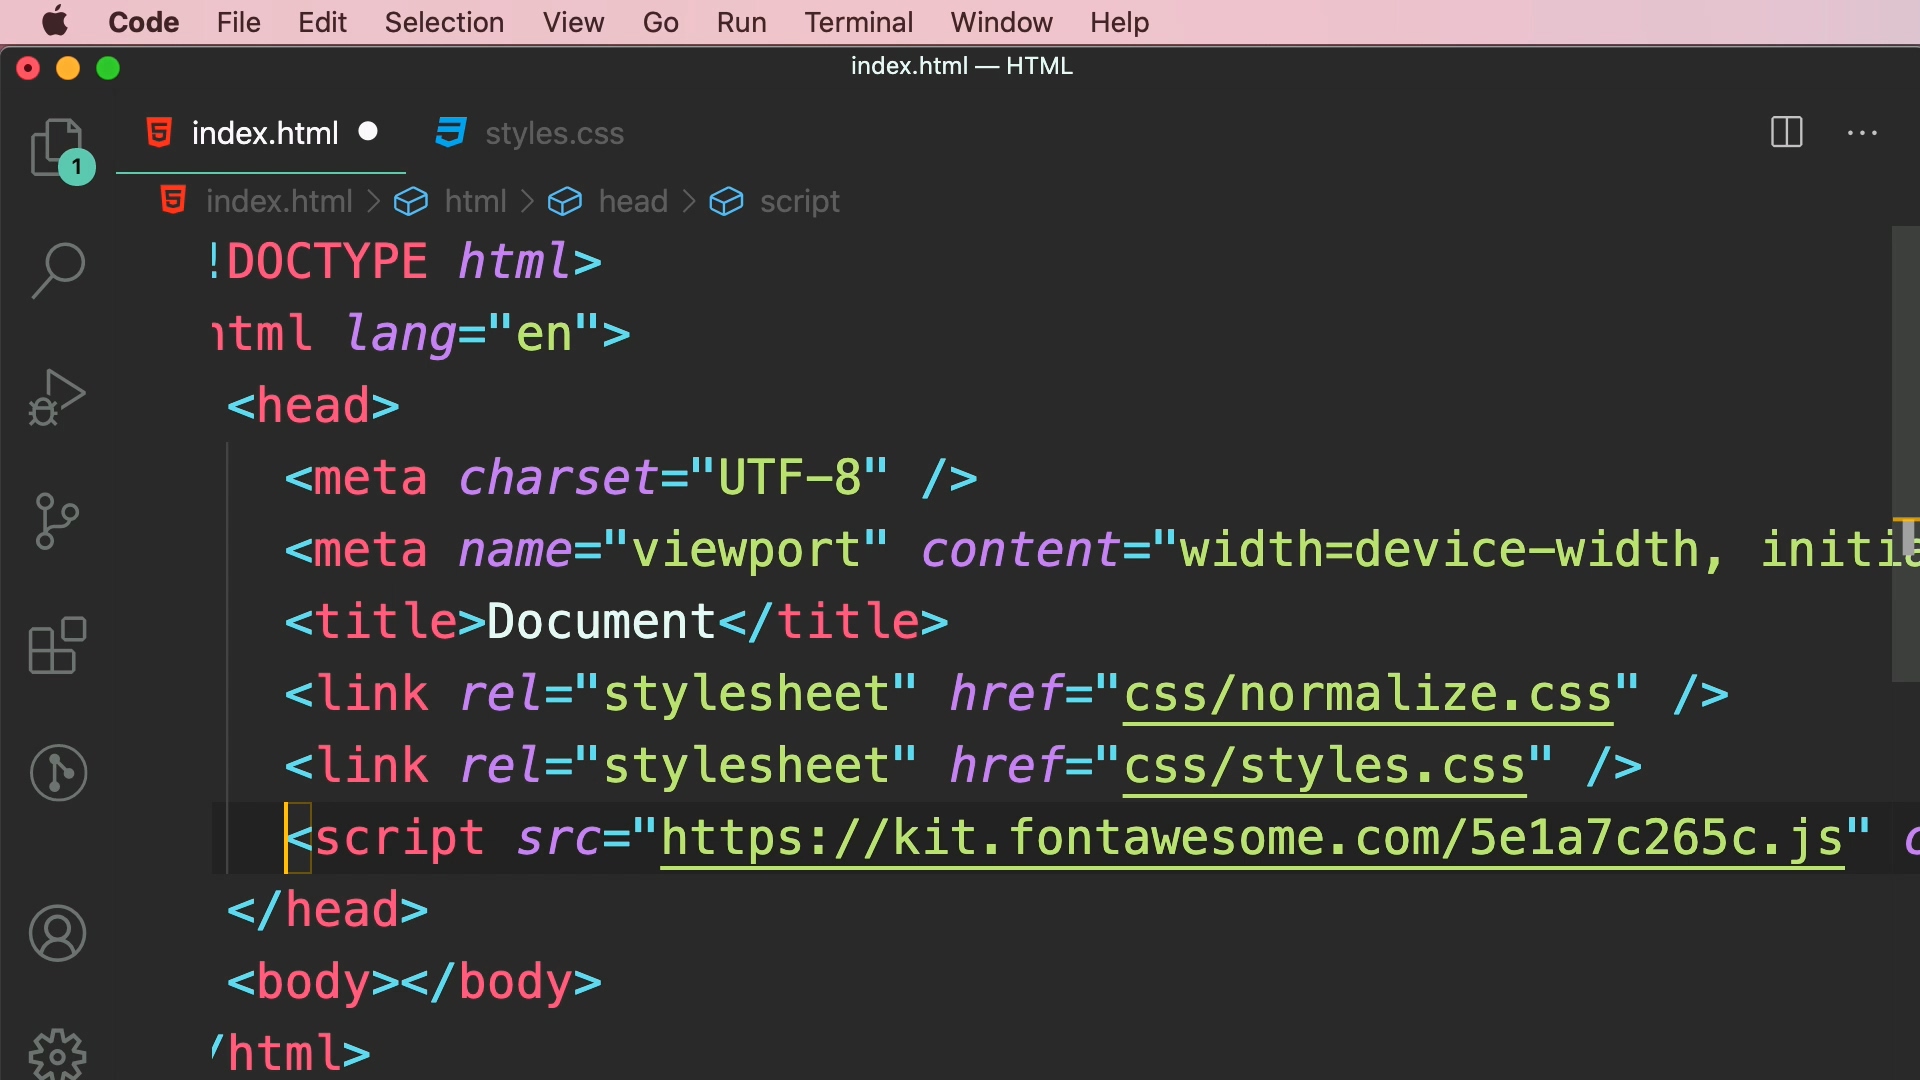 Code File Edit Selection View Go Run Terminal Window Help
index.html — HTML
index.html styles.css
1
index.html > html > head > script
!DOCTYPE html>
html lang="en">
<head>
<meta charset="UTF-8" />
<meta name="viewport" content="width=device-width, initia
<title>Document</title>
<link rel="stylesheet" href="css/normalize.css" />
<link rel="stylesheet" href="css/styles.css" />
<script src="https://kit.fontawesome.com/5e1a7c265c.js" c
</head>
<body></body>
/html>